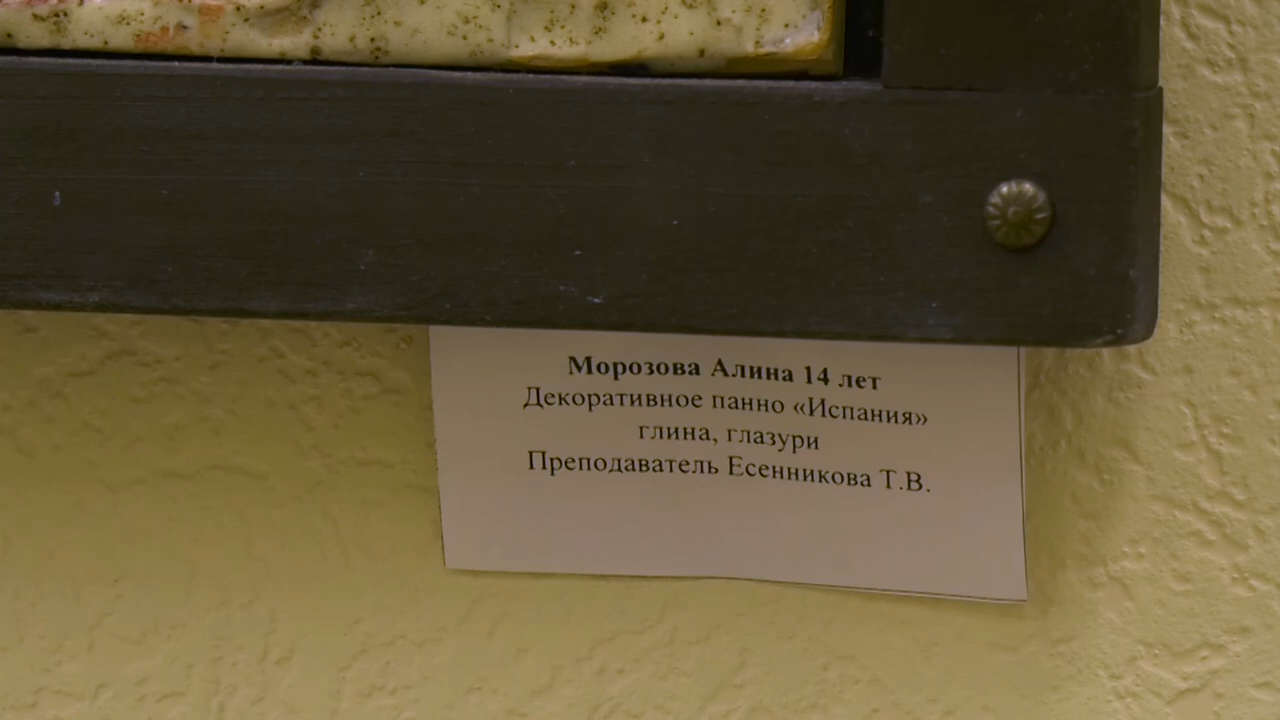 Морозова Алина 14 лет
Декоративное панно «Испания»
глина, глазури
Преподаватель Есенникова Т.В.